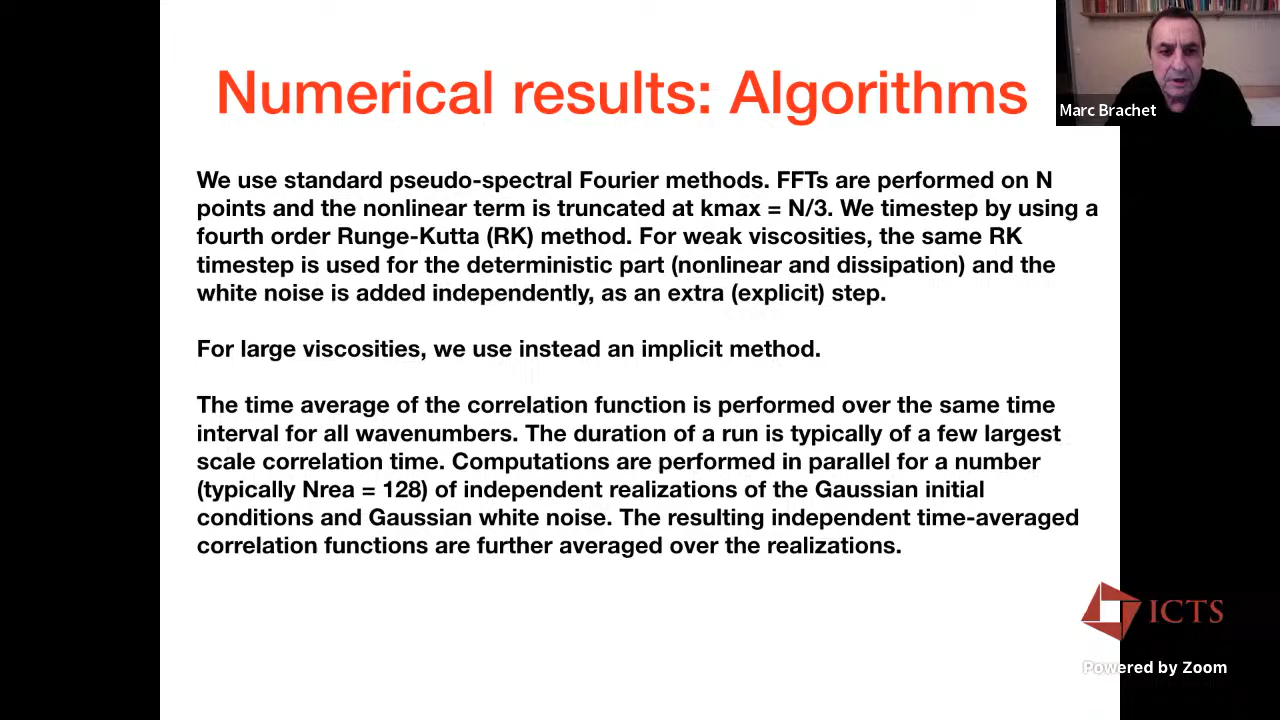 Numerical results: Algorithms
Marc Brachet
We use standard pseudo-spectral Fourier methods. FFTs are performed on N
points and the nonlinear term is truncated at kmax = N/3. We timestep by using a
fourth order Runge-Kutta (RK) method. For weak viscosities, the same RK
timestep is used for the deterministic part (nonlinear and dissipation) and the
white noise is added independently, as an extra (explicit) step.
For large viscosities, we use instead an implicit method.
The time average of the correlation function is performed over the same time
interval for all wavenumbers. The duration of a run is typically of a few largest
scale correlation time. Computations are performed in parallel for a number
(typically Nrea = 128) of independent realizations of the Gaussian initial
conditions and Gaussian white noise. The resulting independent time-averaged
correlation functions are further averaged over the realizations.
ICTS
Powered by Zoom